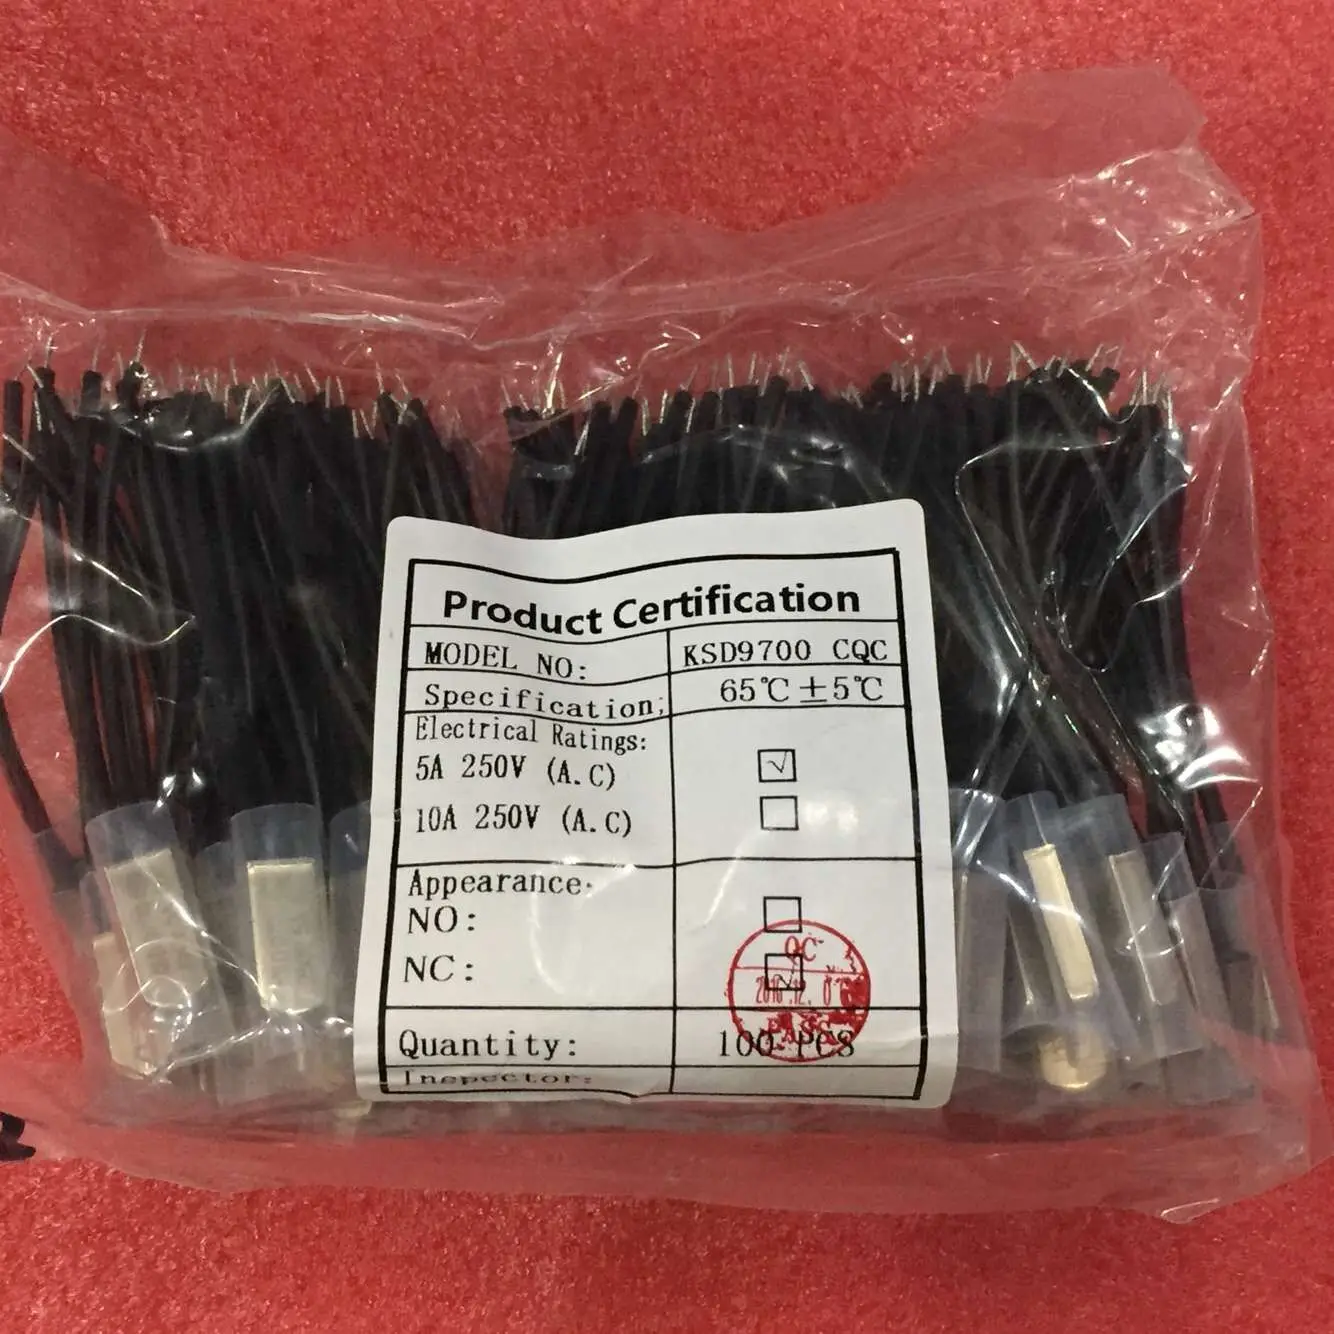 Product Certification
MODEL NO: KSD9700 CQC
Specification; 65℃±5℃
Electrical Ratings:
5A 250V (A.C) √
10A 250V (A.C)
Appearance:
NO:
QC
NC: √
PASS
Quantity: 100 PCS
Inspector: